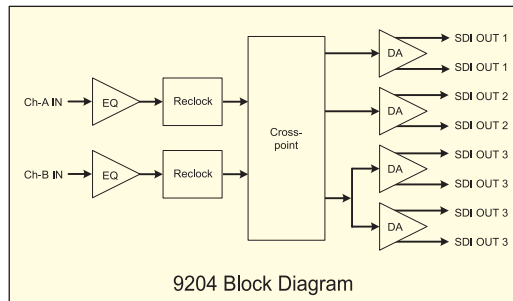 Ch-A IN
EQ
Reclock
Ch-B IN
EQ
Reclock
Cross-
point
DA
SDI OUT 1
SDI OUT 1
DA
SDI OUT 2
SDI OUT 2
DA
SDI OUT 3
SDI OUT 3
DA
SDI OUT 3
SDI OUT 3
9204 Block Diagram